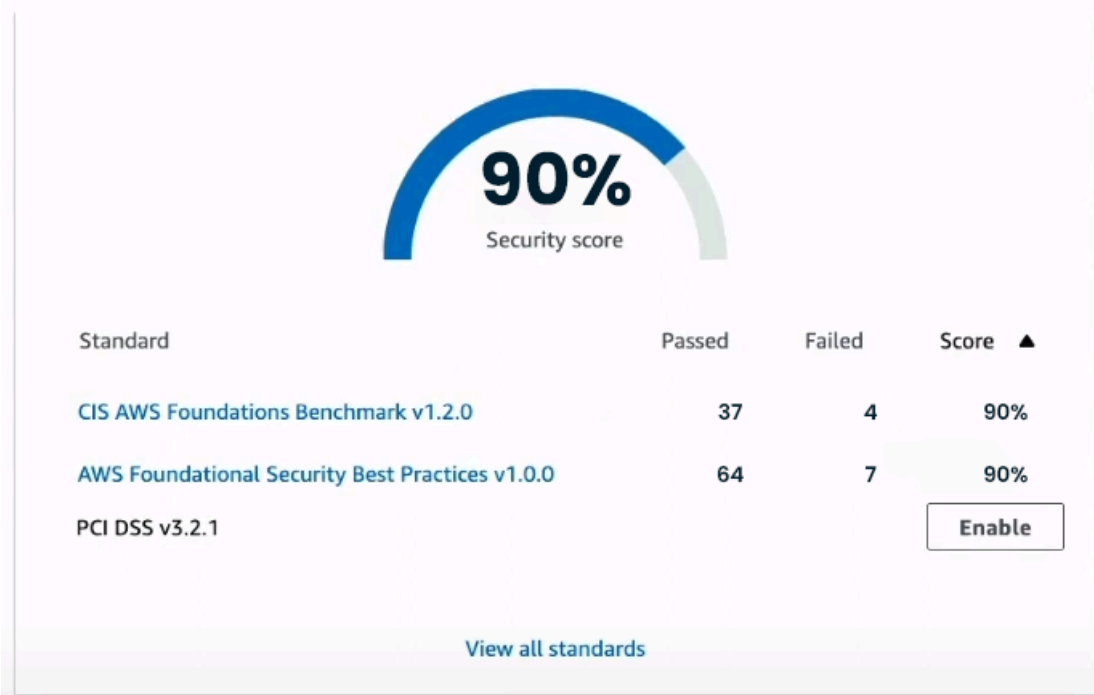 90%
Security score
Standard Passed Failed Score ▲
CIS AWS Foundations Benchmark v1.2.0 37 4 90%
AWS Foundational Security Best Practices v1.0.0 64 7 90%
PCI DSS v3.2.1 Enable
View all standards